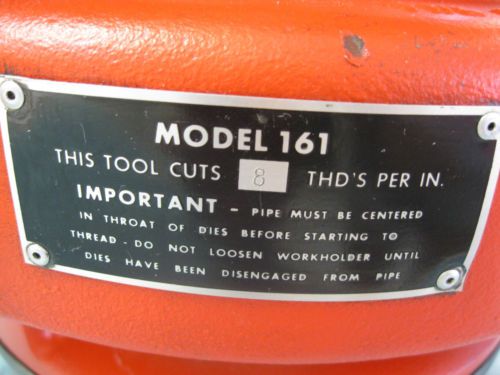 MODEL 161
THIS TOOL CUTS 8 THD'S PER IN.
IMPORTANT - PIPE MUST BE CENTERED
IN THROAT OF DIES BEFORE STARTING TO
THREAD - DO NOT LOOSEN WORKHOLDER UNTIL
DIES HAVE BEEN DISENGAGED FROM PIPE